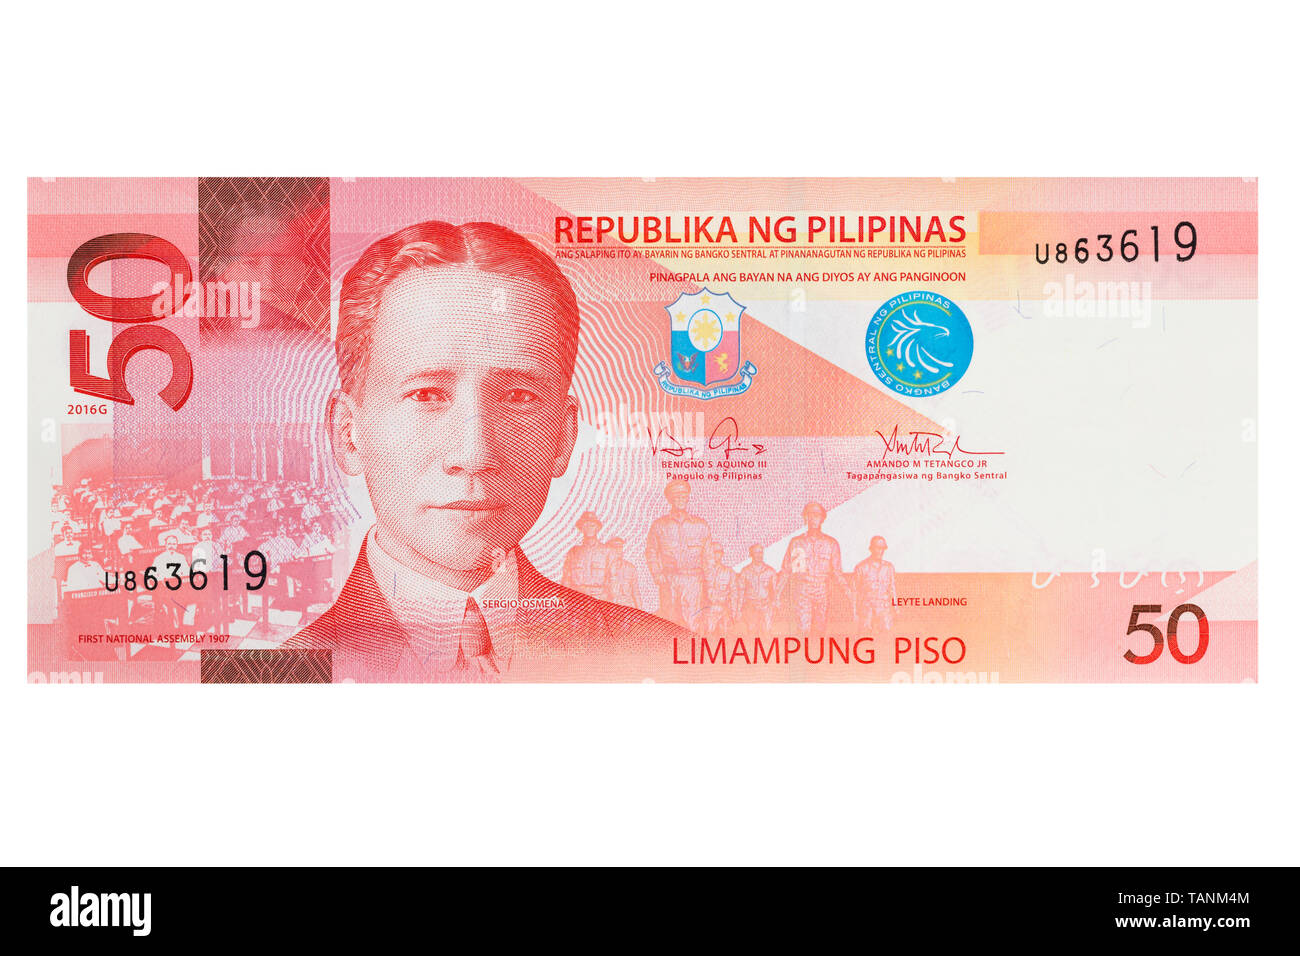 REPUBLIKA NG PILIPINAS
ANG SALAPING ITO AY BAYARIN NG BANGKO SENTRAL AT PINANANAGUTAN NG REPUBLIKA NG PILIPINAS
PINAGPALA ANG BAYAN NA ANG DIYOS AY ANG PANGINOON
U863619
50
2016G
REPUBLIKA NG PILIPINAS
BANGKO SENTRAL NG PILIPINAS
BENIGNO S AQUINO III
Pangulo ng Pilipinas
AMANDO M TETANGCO JR
Tagapangasiwa ng Bangko Sentral
U863619
SERGIO OSMEÑA
LEYTE LANDING
FIRST NATIONAL ASSEMBLY 1907
LIMAMPUNG PISO
50
alamy
alamy
Image ID: TANM4M
www.alamy.com